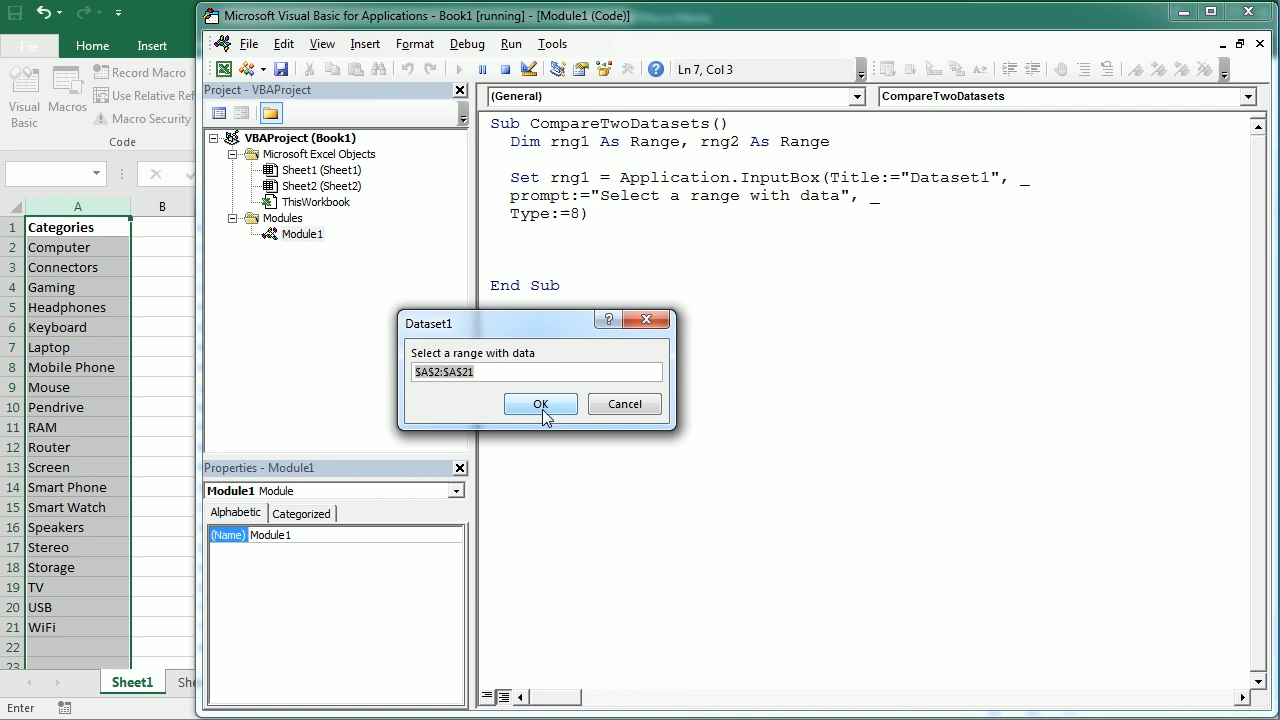 Microsoft Visual Basic for Applications - Book1 [running] - [Module1 (Code)]
File Home Insert
File Edit View Insert Format Debug Run Tools
Ln 7, Col 3
Visual Basic
Macros
Record Macro
Use Relative Ref
Macro Security
Code
Project - VBAProject
VBAProject (Book1)
Microsoft Excel Objects
Sheet1 (Sheet1)
Sheet2 (Sheet2)
ThisWorkbook
Modules
Module1
(General)
CompareTwoDatasets
Sub CompareTwoDatasets()
Dim rng1 As Range, rng2 As Range
Set rng1 = Application.InputBox(Title:="Dataset1", _
prompt:="Select a range with data", _
Type:=8)
End Sub
Dataset1
Select a range with data
$A$2:$A$21
OK
Cancel
A B
1 Categories
2 Computer
3 Connectors
4 Gaming
5 Headphones
6 Keyboard
7 Laptop
8 Mobile Phone
9 Mouse
10 Pendrive
11 RAM
12 Router
13 Screen
14 Smart Phone
15 Smart Watch
16 Speakers
17 Stereo
18 Storage
19 TV
20 USB
21 WiFi
22
23
Sheet1 She
Enter
Properties - Module1
Module1 Module
Alphabetic Categorized
(Name) Module1